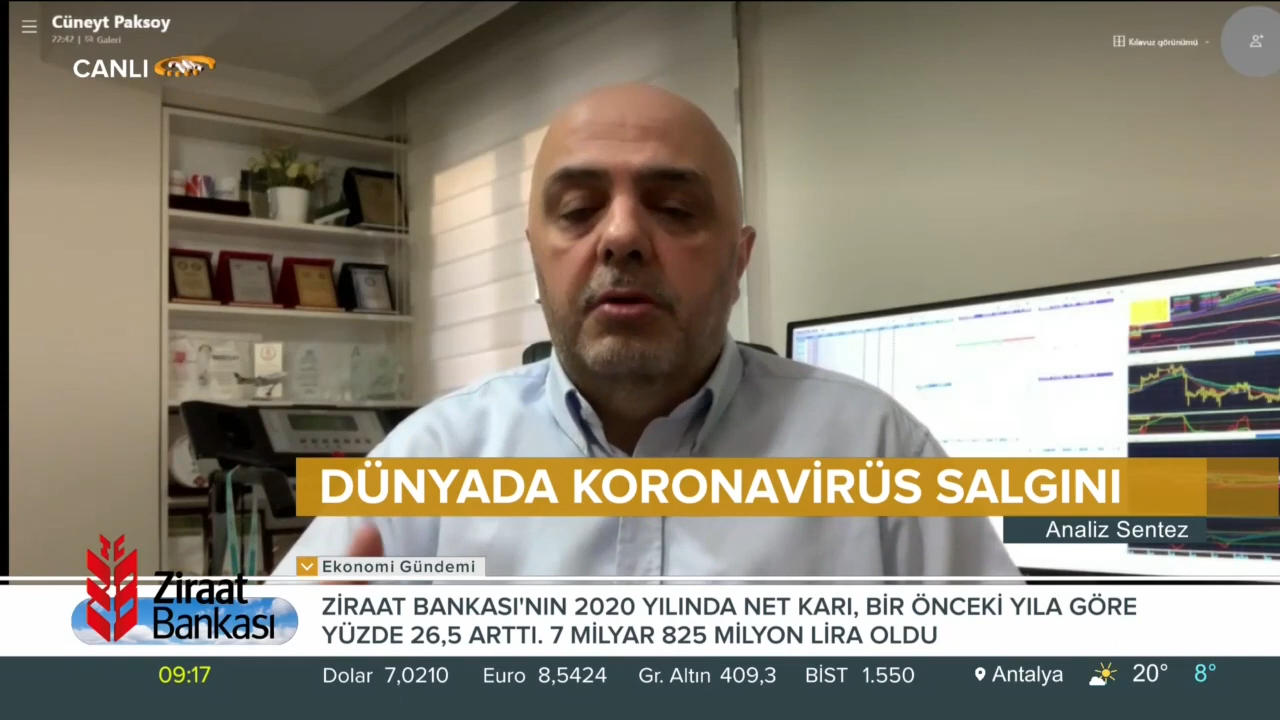 Cüneyt Paksoy
22:42 | Galeri
Kılavuz görünümü
CANLI
DÜNYADA KORONAVİRÜS SALGINI
Analiz Sentez
Ekonomi Gündemi
Ziraat
Bankası
ZİRAAT BANKASI'NIN 2020 YILINDA NET KARI, BİR ÖNCEKİ YILA GÖRE
YÜZDE 26,5 ARTTI. 7 MİLYAR 825 MİLYON LİRA OLDU
09:17 Dolar 7,0210 Euro 8,5424 Gr. Altın 409,3 BİST 1.550 Antalya 20° 8°